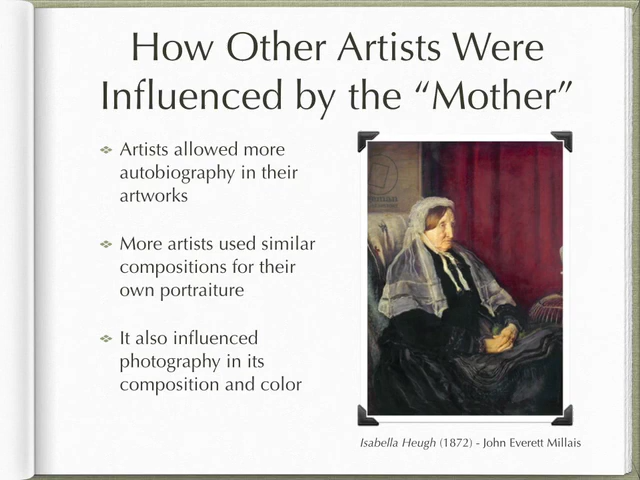 How Other Artists Were
Influenced by the “Mother”
Artists allowed more
autobiography in their
artworks
More artists used similar
compositions for their
own portraiture
It also influenced
photography in its
composition and color
Isabella Heugh (1872) - John Everett Millais